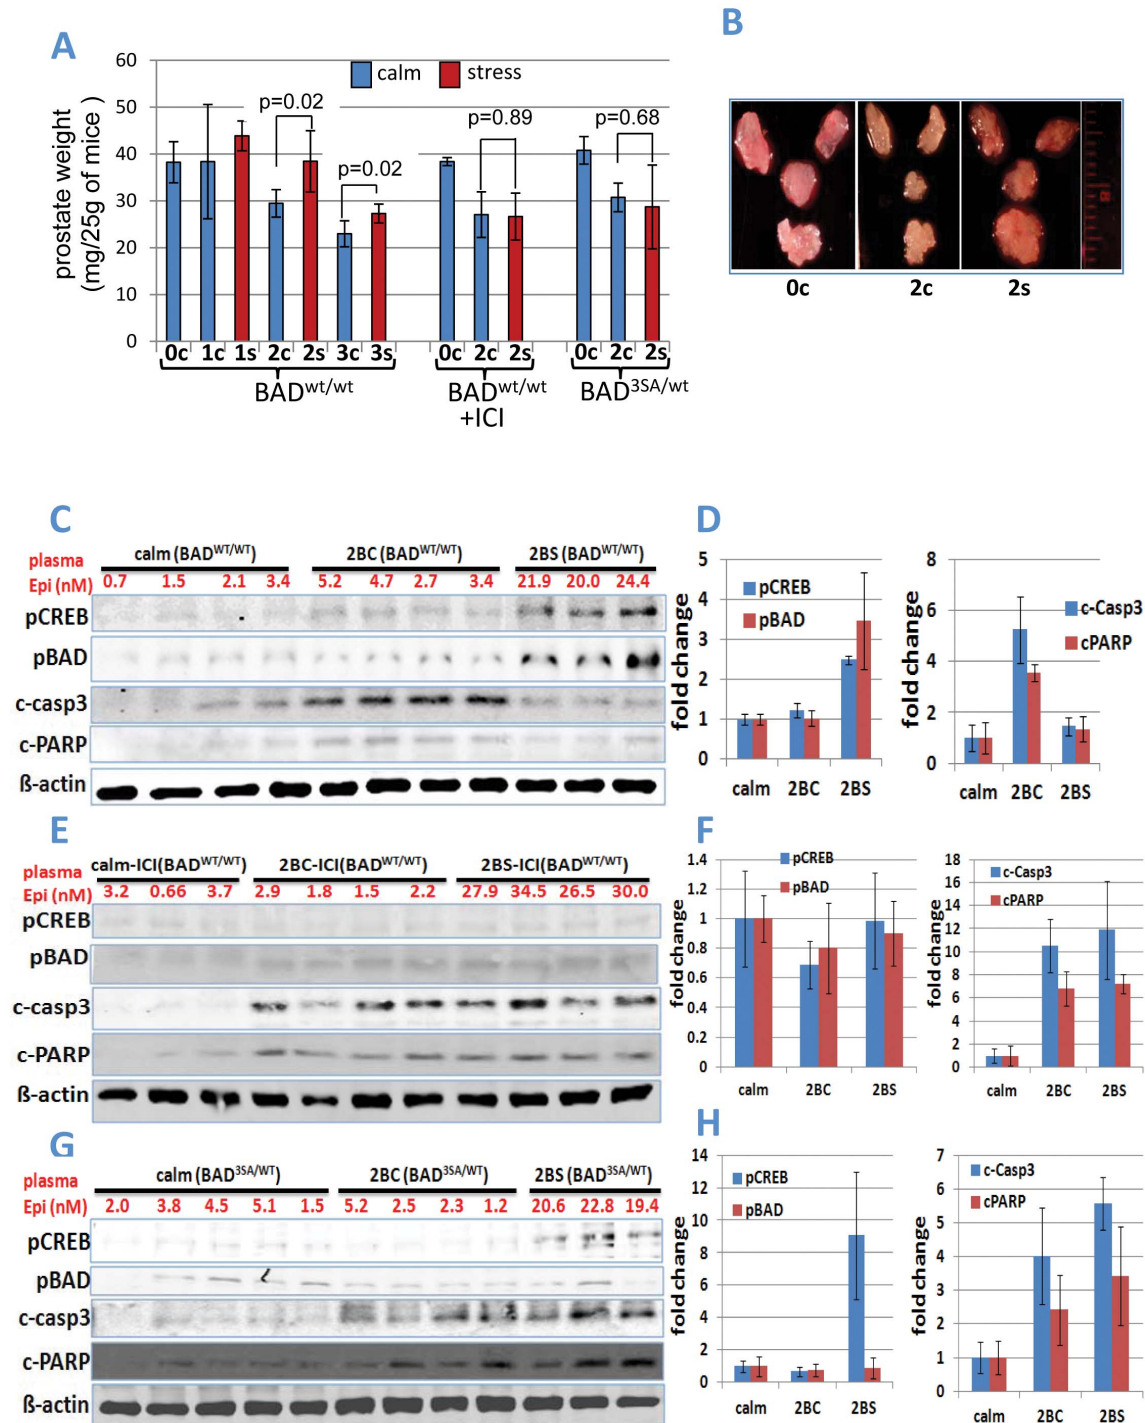 A
B
60
50
40
30
20
10
0
prostate weight
(mg/25g of mice )
calm
stress
p=0.02
p=0.02
p=0.89
p=0.68
0c 1c 1s 2c 2s 3c 3s
0c 2c 2s
0c 2c 2s
BADwt/wt
BADwt/wt
+ICI
BAD3SA/wt
0c 2c 2s
C
plasma
Epi (nM)
calm (BADWT/WT)
2BC (BADWT/WT)
2BS (BADWT/WT)
0.7 1.5 2.1 3.4 5.2 4.7 2.7 3.4 21.9 20.0 24.4
pCREB
pBAD
c-casp3
c-PARP
ß-actin
D
fold change
5
4
3
2
1
0
pCREB
pBAD
calm 2BC 2BS
fold change
8
6
4
2
0
c-Casp3
cPARP
calm 2BC 2BS
E
plasma
Epi (nM)
calm-ICI(BADWT/WT)
2BC-ICI(BADWT/WT)
2BS-ICI(BADWT/WT)
3.2 0.66 3.7 2.9 1.8 1.5 2.2 27.9 34.5 26.5 30.0
pCREB
pBAD
c-casp3
c-PARP
ß-actin
F
fold change
1.4
1.2
1
0.8
0.6
0.4
0.2
0
pCREB
pBAD
calm 2BC 2BS
fold change
18
16
14
12
10
8
6
4
2
0
c-Casp3
cPARP
calm 2BC 2BS
G
plasma
Epi (nM)
calm (BAD3SA/WT)
2BC (BAD3SA/WT)
2BS (BAD3SA/WT)
2.0 3.8 4.5 5.1 1.5 5.2 2.5 2.3 1.2 20.6 22.8 19.4
pCREB
pBAD
c-casp3
c-PARP
ß-actin
H
fold change
14
12
10
8
6
4
2
0
pCREB
pBAD
calm 2BC 2BS
fold change
7
6
5
4
3
2
1
0
c-Casp3
cPARP
calm 2BC 2BS